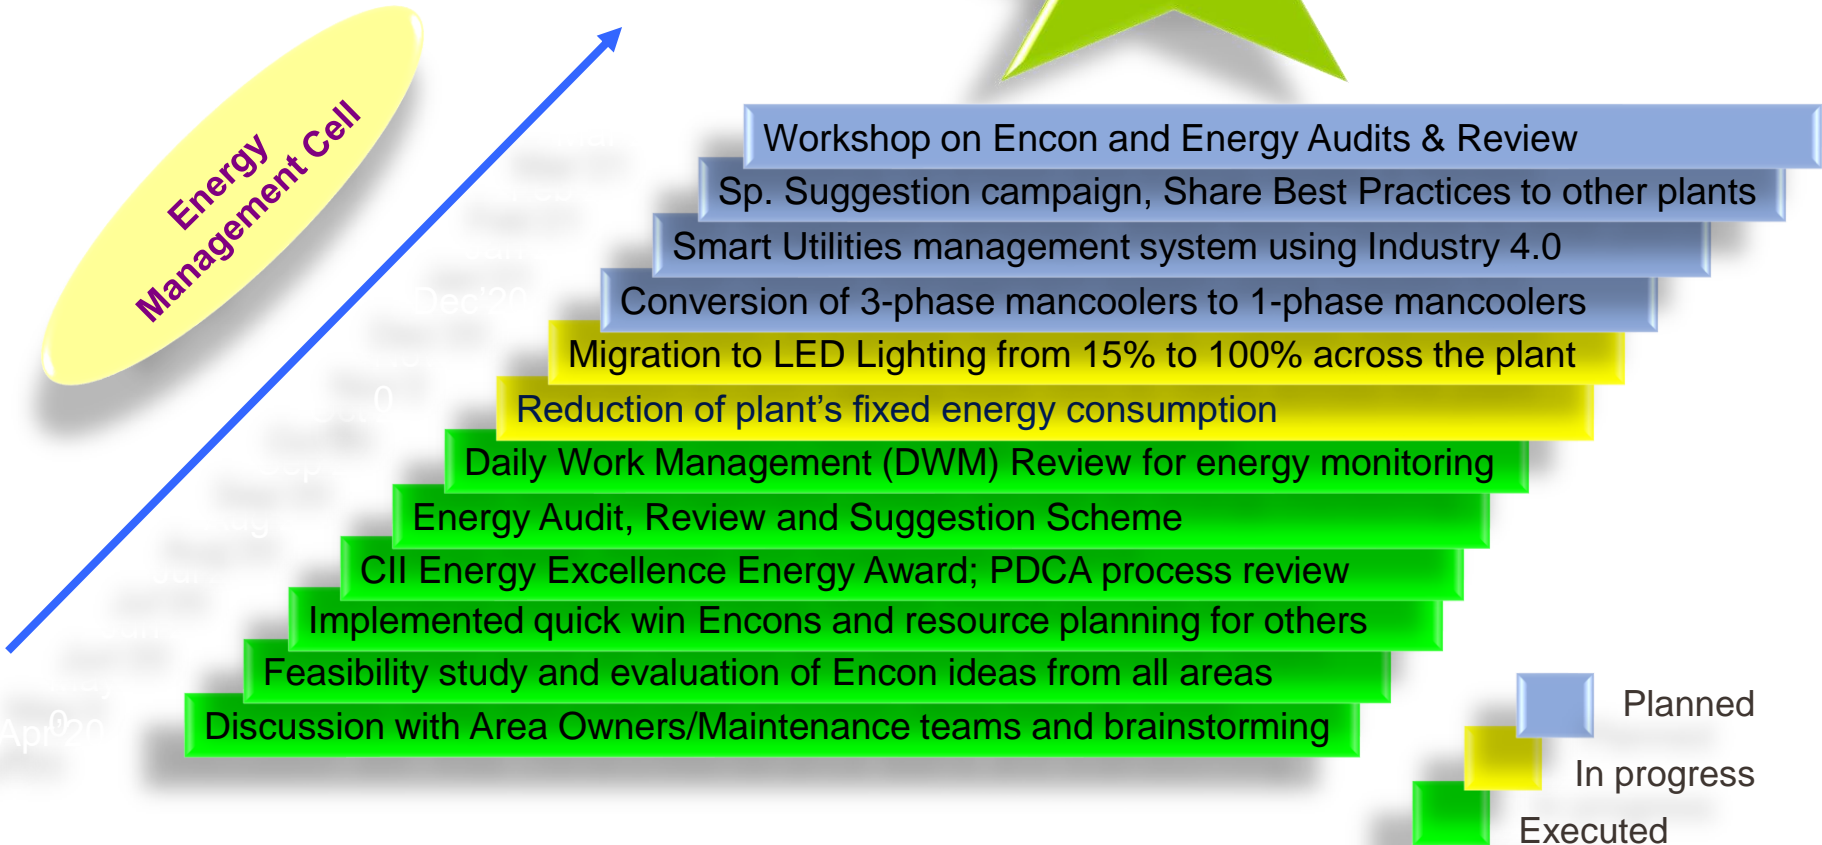 Energy
Management Cell
Workshop on Encon and Energy Audits & Review
Sp. Suggestion campaign, Share Best Practices to other plants
Smart Utilities management system using Industry 4.0
Dec'20
Conversion of 3-phase mancoolers to 1-phase mancoolers
Migration to LED Lighting from 15% to 100% across the plant
Reduction of plant’s fixed energy consumption
Daily Work Management (DWM) Review for energy monitoring
Energy Audit, Review and Suggestion Scheme
CII Energy Excellence Energy Award; PDCA process review
Implemented quick win Encons and resource planning for others
Feasibility study and evaluation of Encon ideas from all areas
Apr'20
Discussion with Area Owners/Maintenance teams and brainstorming
Planned
In progress
Executed